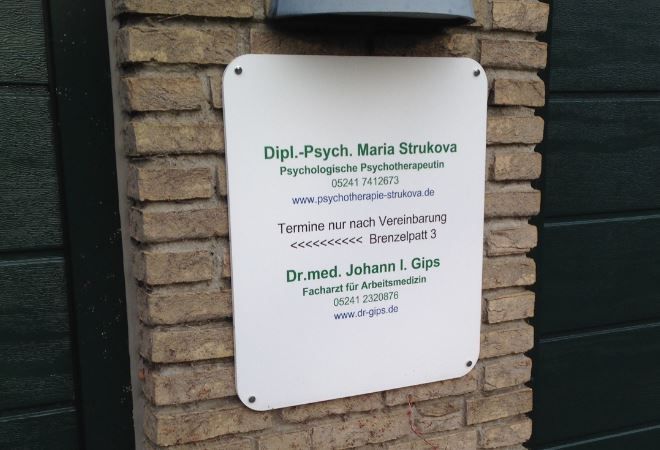 Dipl.-Psych. Maria Strukova
Psychologische Psychotherapeutin
05241 7412673
www.psychotherapie-strukova.de
Termine nur nach Vereinbarung
<<<<<<<<<< Brenzelpatt 3
Dr.med. Johann I. Gips
Facharzt für Arbeitsmedizin
05241 2320876
www.dr-gips.de